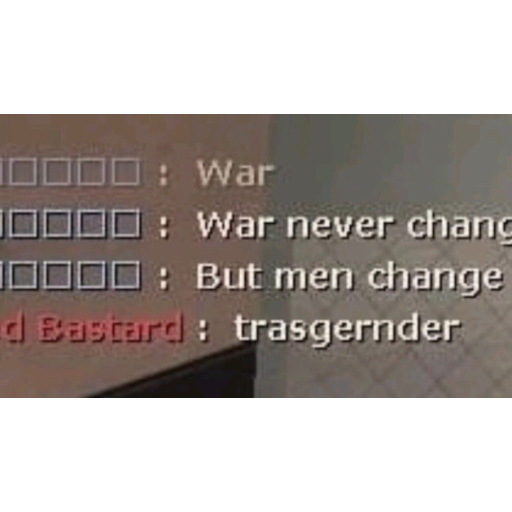 □□□□□ : War
□□□□□ : War never chang
□□□□□ : But men change
d Bastard : trasgernder